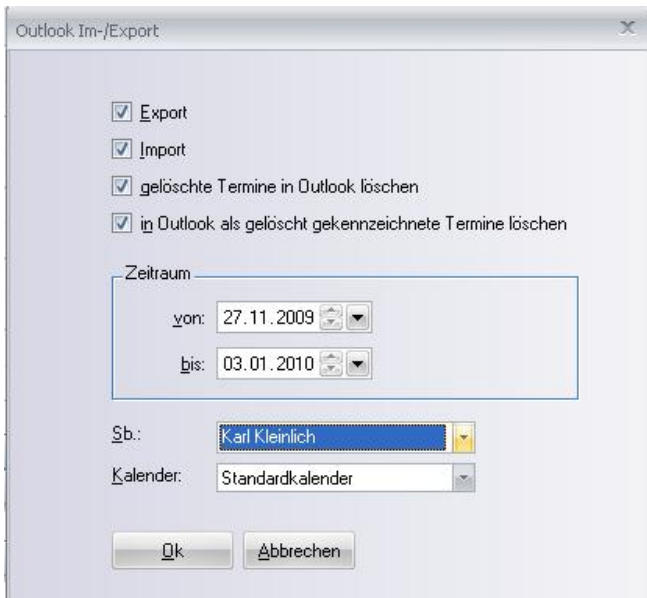 Outlook Im-/Export
Export
Import
gelöschte Termine in Outlook löschen
in Outlook als gelöscht gekennzeichnete Termine löschen
Zeitraum
von: 27.11.2009
bis: 03.01.2010
Sb.: Karl Kleinlich
Kalender: Standardkalender
Ok Abbrechen